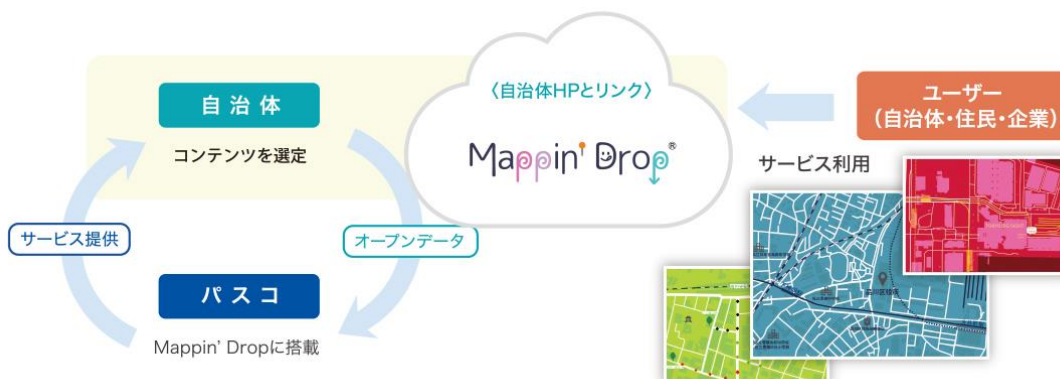 〈自治体HPとリンク〉
Mappin' Drop®
自治体
コンテンツを選定
ユーザー
（自治体・住民・企業）
サービス利用
サービス提供
オープンデータ
パスコ
Mappin' Dropに搭載